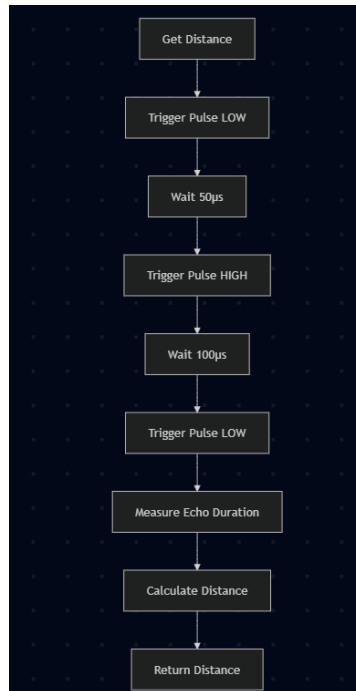 Get Distance
Trigger Pulse LOW
Wait 50µs
Trigger Pulse HIGH
Wait 100µs
Trigger Pulse LOW
Measure Echo Duration
Calculate Distance
Return Distance